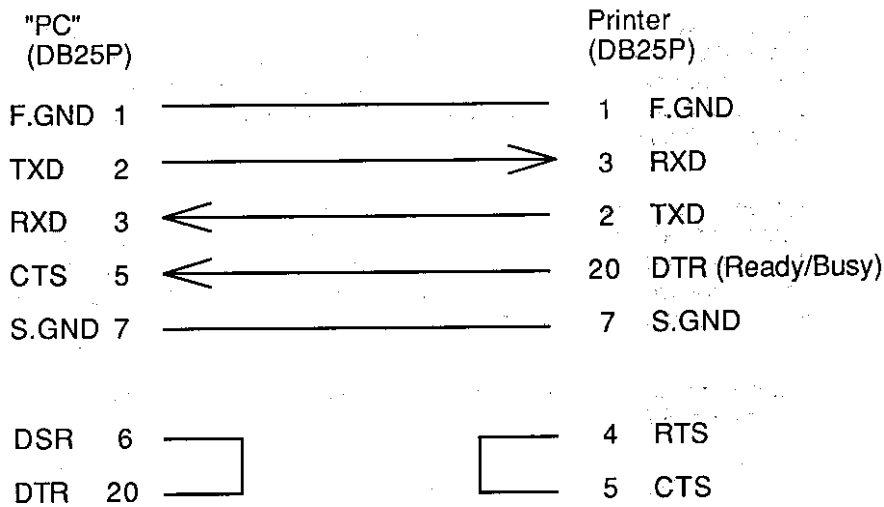 "PC" Printer
(DB25P) (DB25P)
F.GND 1 1 F.GND
TXD 2 3 RXD
RXD 3 2 TXD
CTS 5 20 DTR (Ready/Busy)
S.GND 7 7 S.GND
DSR 6 4 RTS
DTR 20 5 CTS